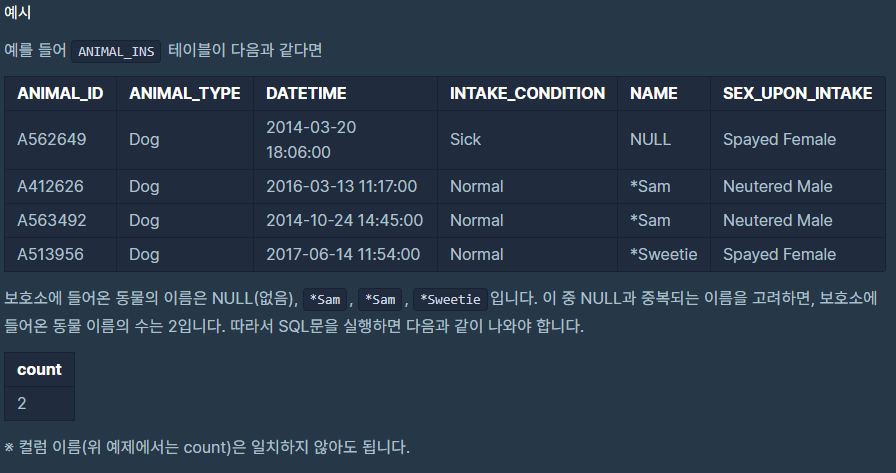 예시
예를 들어 ANIMAL_INS 테이블이 다음과 같다면
ANIMAL_ID ANIMAL_TYPE DATETIME INTAKE_CONDITION NAME SEX_UPON_INTAKE
A562649 Dog 2014-03-20 18:06:00 Sick NULL Spayed Female
A412626 Dog 2016-03-13 11:17:00 Normal *Sam Neutered Male
A563492 Dog 2014-10-24 14:45:00 Normal *Sam Neutered Male
A513956 Dog 2017-06-14 11:54:00 Normal *Sweetie Spayed Female
보호소에 들어온 동물의 이름은 NULL(없음), *Sam, *Sam, *Sweetie입니다. 이 중 NULL과 중복되는 이름을 고려하면, 보호소에
들어온 동물 이름의 수는 2입니다. 따라서 SQL문을 실행하면 다음과 같이 나와야 합니다.
count
2
※ 컬럼 이름(위 예제에서는 count)은 일치하지 않아도 됩니다.